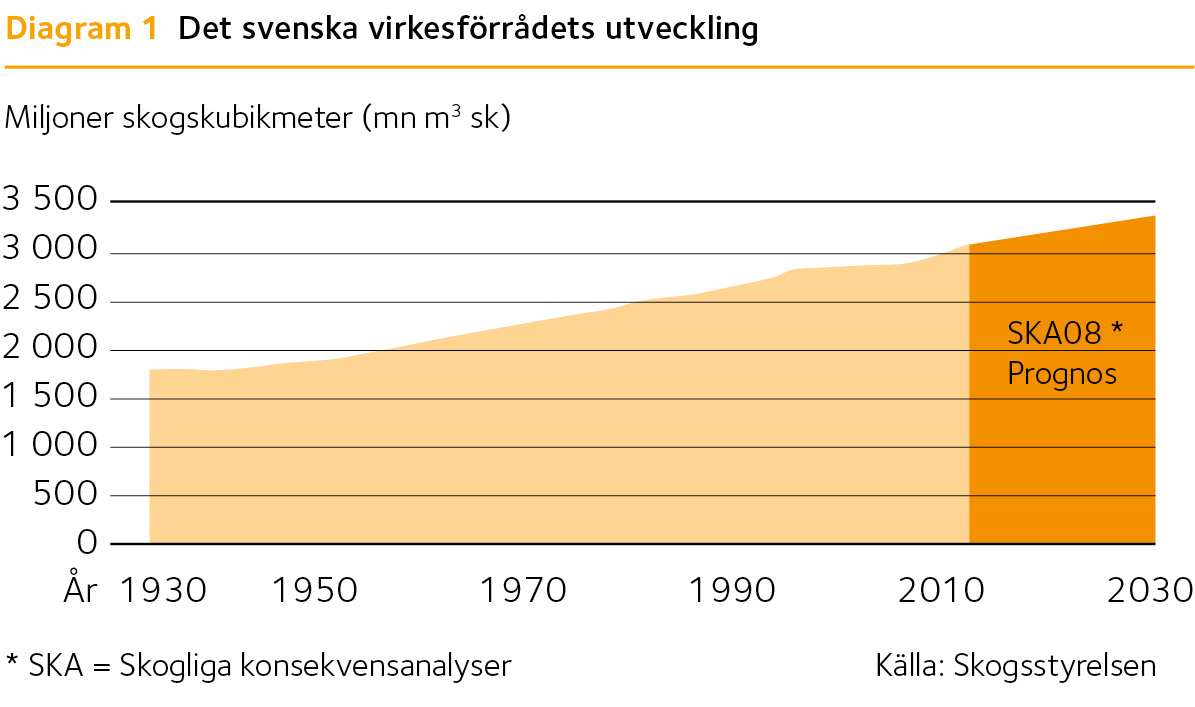 Diagram 1 Det svenska virkesförrådets utveckling
Miljoner skogskubikmeter (mn m³ sk)
3 500
3 000
2 500
2 000
1 500
1 000
500
0
SKA08 *
Prognos
År 1930 1950 1970 1990 2010 2030
* SKA = Skogliga konsekvensanalyser
Källa: Skogsstyrelsen